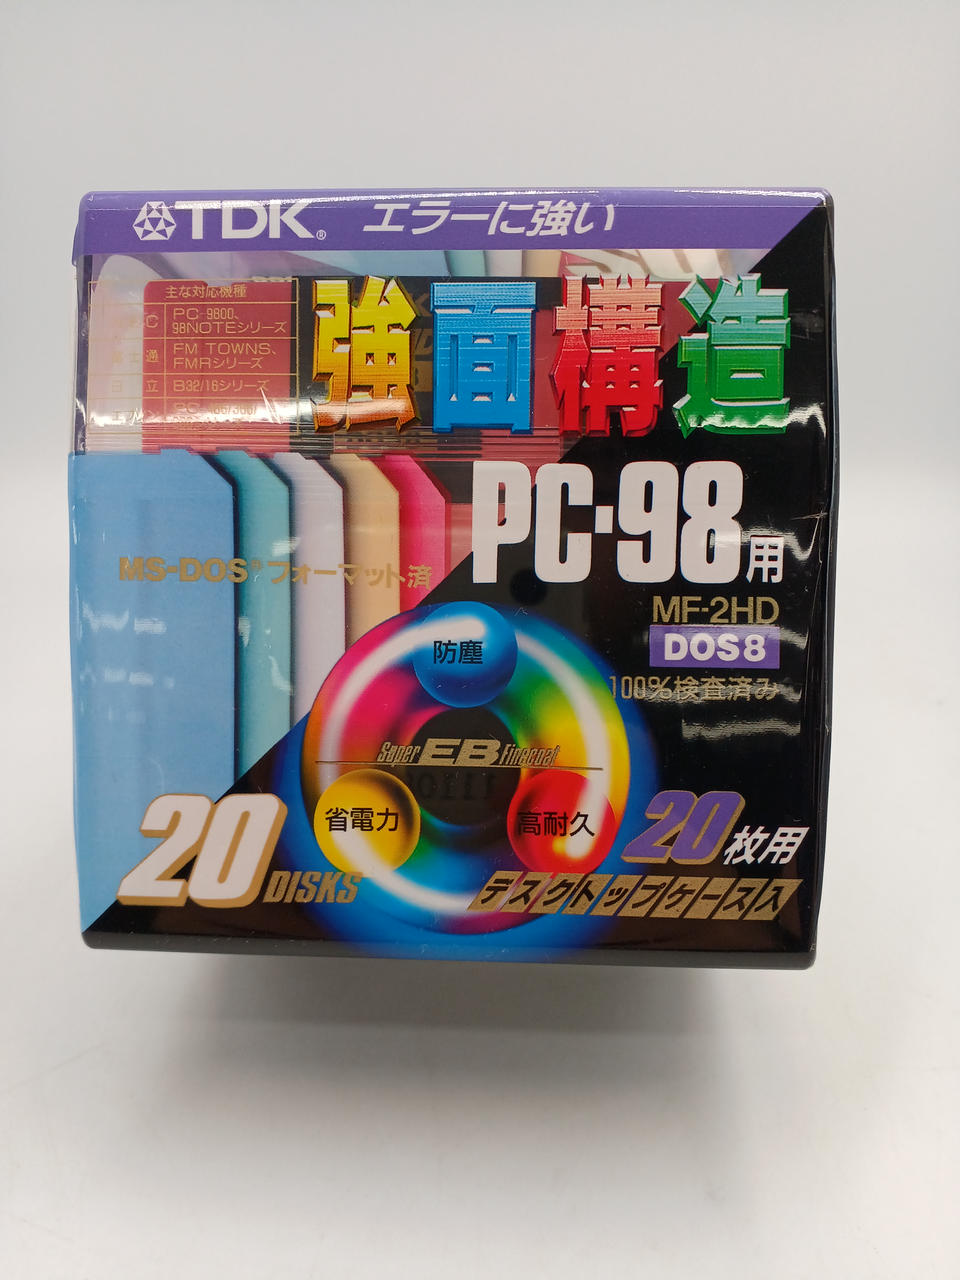 TDK® エラーに強い
主な対応機種
PC-9800、
98NOTEシリーズ
FM TOWNS、
FMRシリーズ
B32/16シリーズ
強面構造
PC-98用
MS-DOS®フォーマット済
MF-2HD
DOS8
100%検査済み
防塵
Super EB Finecoat
省電力
高耐久
20 DISKS
20枚用
デスクトップケース入